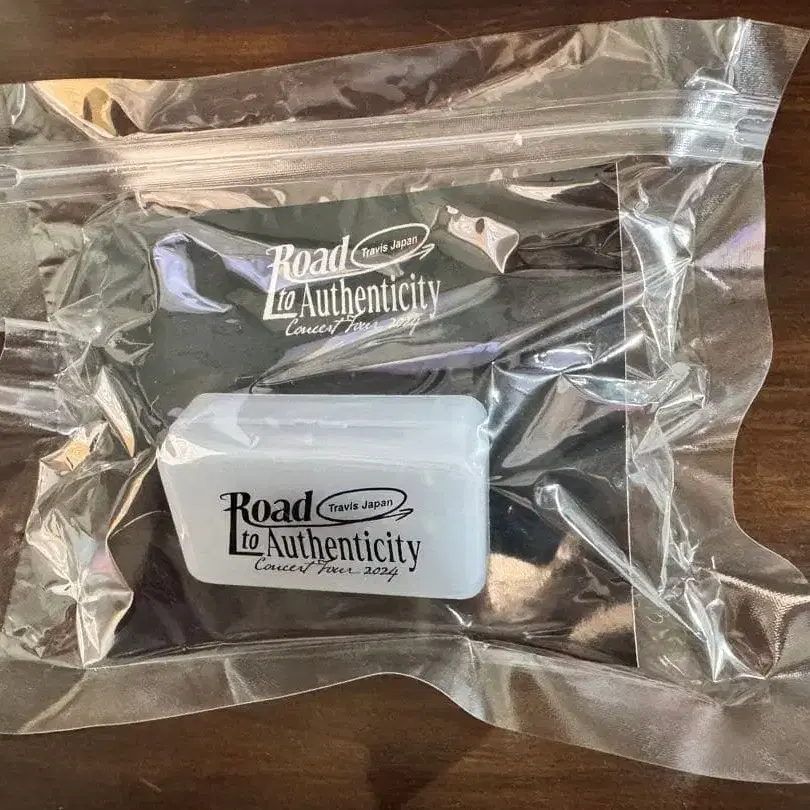 Road Travis Japan
to Authenticity
Concert Tour 2024
Road Travis Japan
to Authenticity
Concert Tour 2024